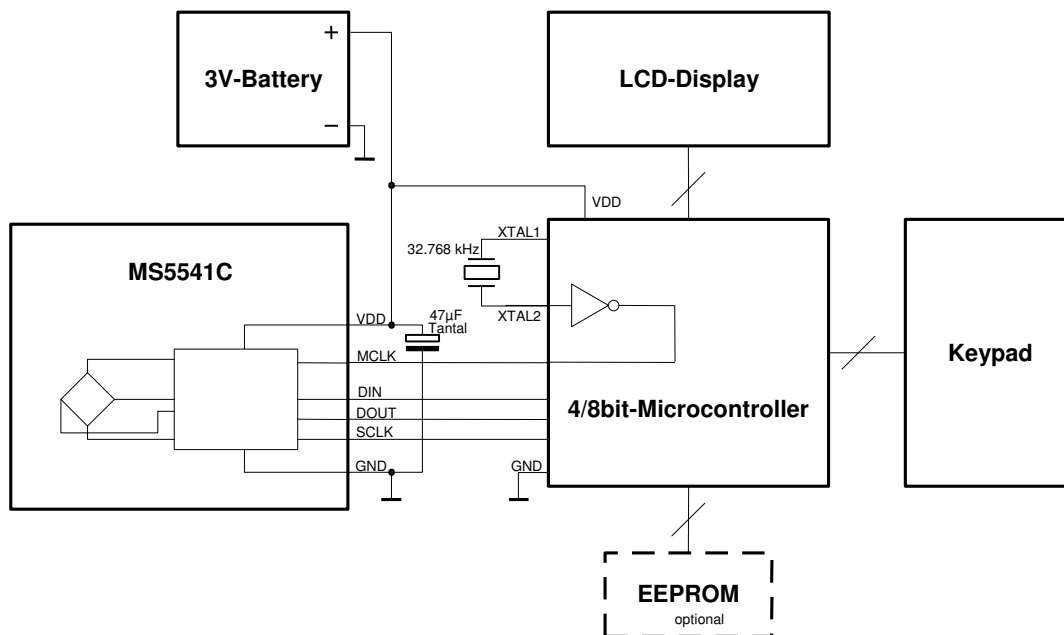 +
3V-Battery
−
LCD-Display
VDD
MS5541C
XTAL1
32.768 kHz
XTAL2
47µF
Tantal
VDD
MCLK
DIN
DOUT
SCLK
GND
4/8bit-Microcontroller
GND
Keypad
EEPROM
optional